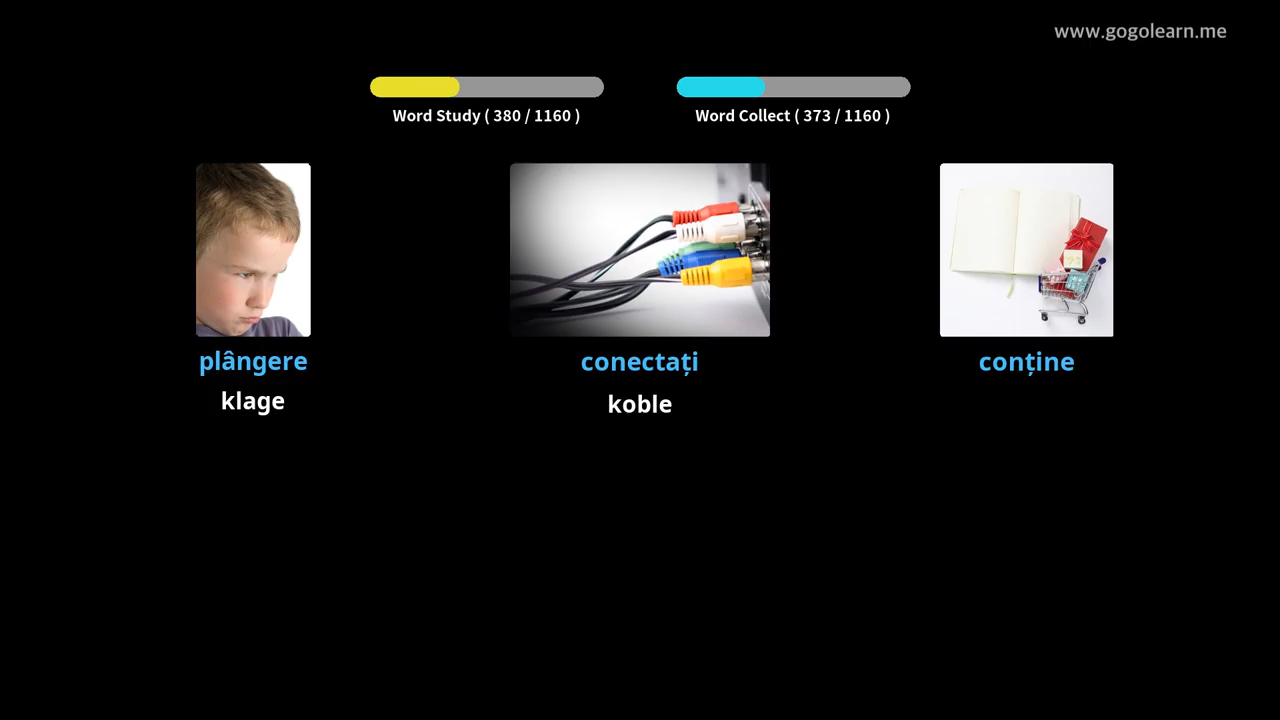 www.gogolearn.me
Word Study ( 380 / 1160 )
Word Collect ( 373 / 1160 )
plângere
klage
conectați
koble
conține